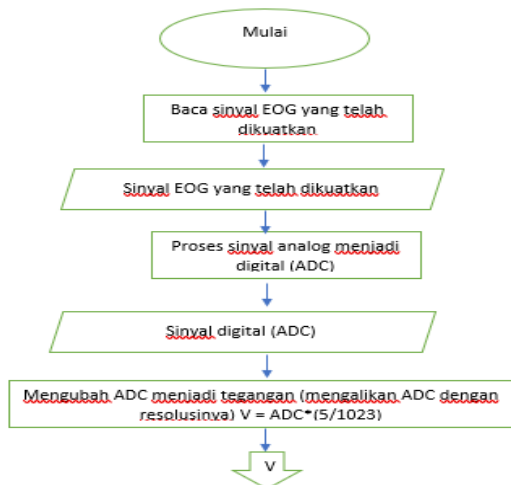 Mulai
Baca sinyal EOG yang telah
dikuatkan
Sinyal EOG yang telah dikuatkan
Proses sinyal analog menjadi
digital (ADC)
Sinyal digital (ADC)
Mengubah ADC menjadi tegangan (mengalikan ADC dengan
resolusinya) V = ADC*(5/1023)
V